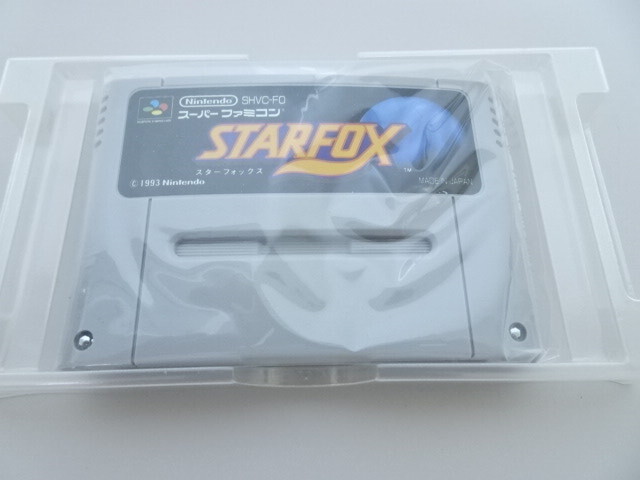 Nintendo SHVC-FO
スーパーファミコン
STARFOX
TM
スターフォックス
© 1993 Nintendo
MADE IN JAPAN